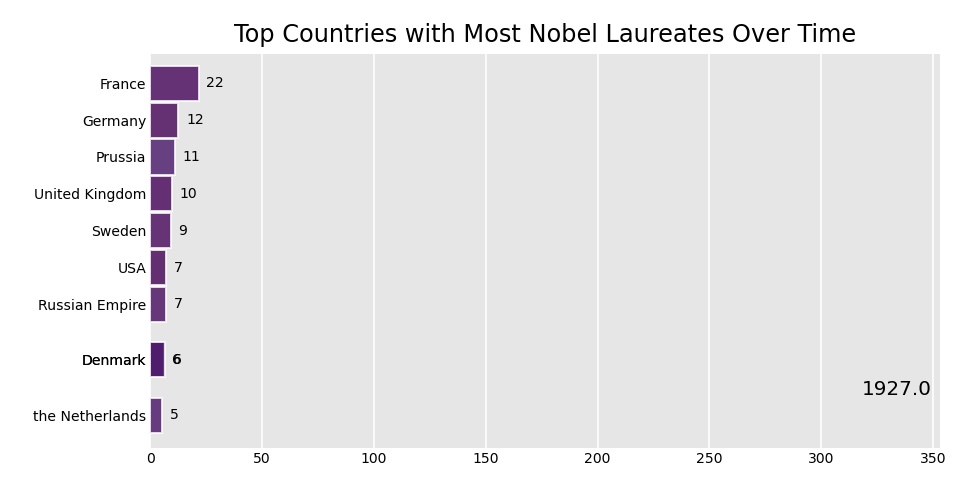 Top Countries with Most Nobel Laureates Over Time
France 22
Germany 12
Prussia 11
United Kingdom 10
Sweden 9
USA 7
Russian Empire 7
Denmark 6
1927.0
the Netherlands 5
0 50 100 150 200 250 300 350